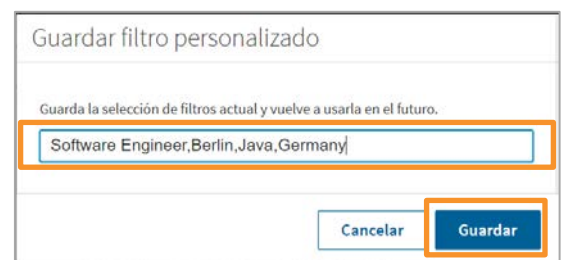 Guardar filtro personalizado
Guarda la selección de filtros actual y vuelve a usarla en el futuro.
Software Engineer,Berlin,Java,Germany
Cancelar Guardar